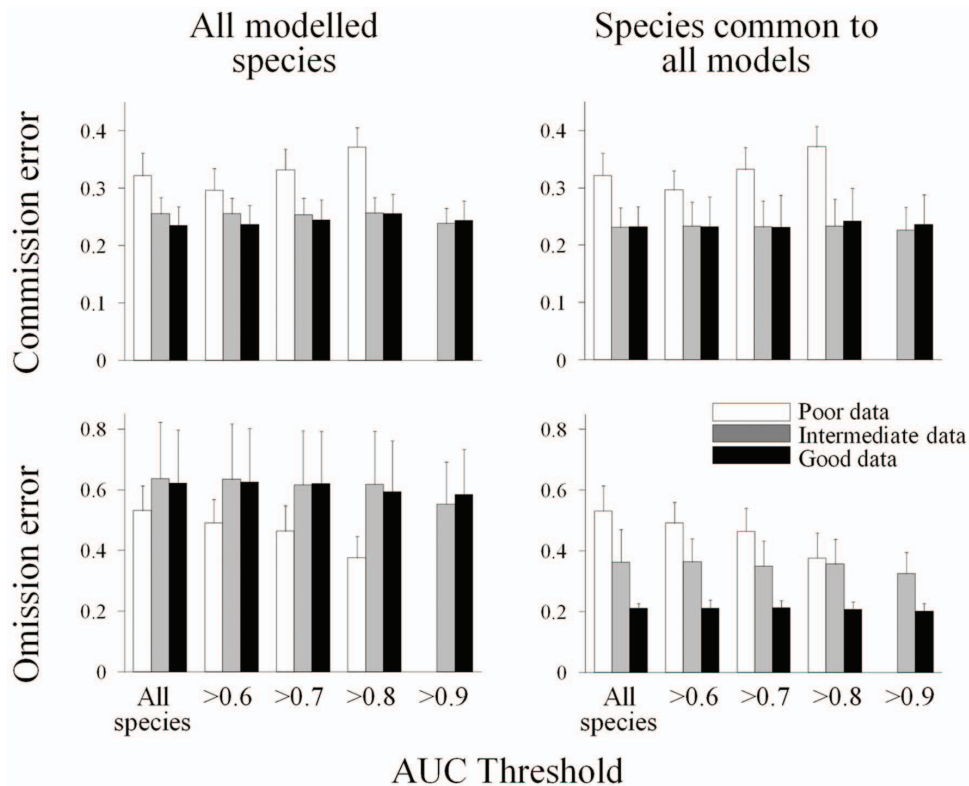 All modelled
species
Species common to
all models
Commission error
0.4
0.3
0.2
0.1
0
0.4
0.3
0.2
0.1
0
Omission error
0.8
0.6
0.4
0.2
0
0.8
0.6
0.4
0.2
0
Poor data
Intermediate data
Good data
All
species
>0.6
>0.7
>0.8
>0.9
All
species
>0.6
>0.7
>0.8
>0.9
AUC Threshold